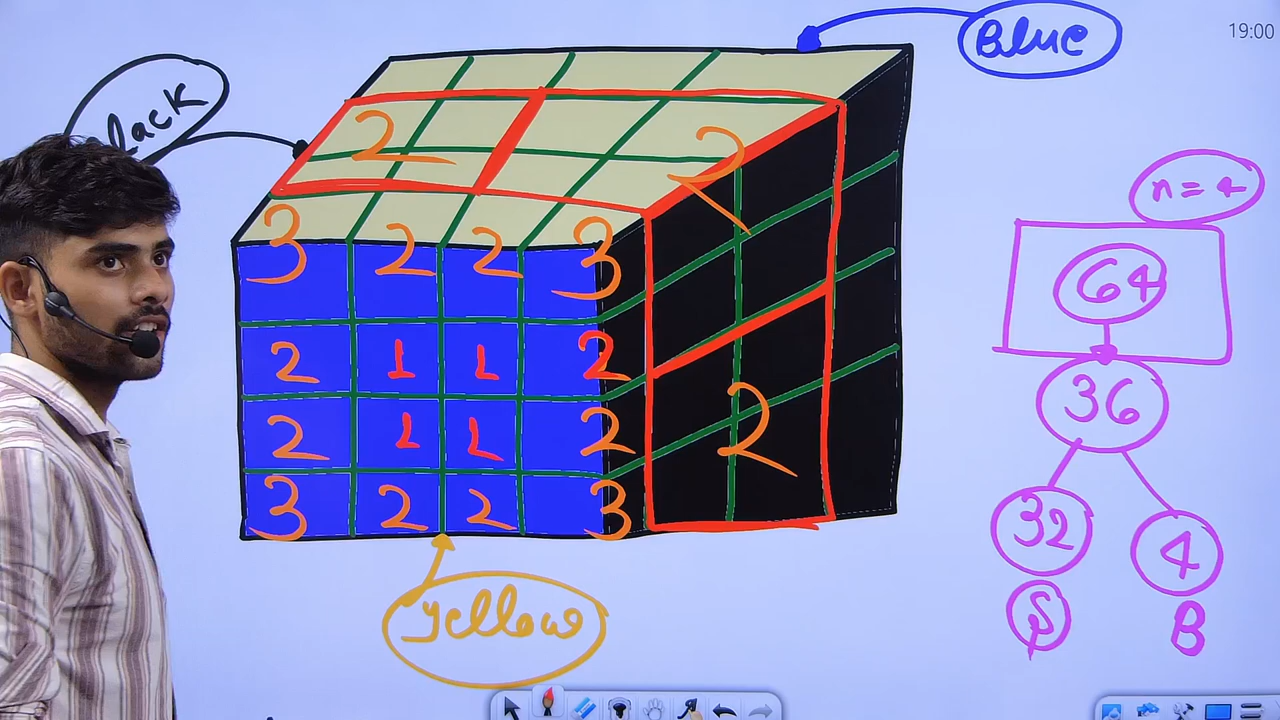 Blue
19:00
lack
n = 4
2 2
3 2 2 3
64
2 1 1 2
36
2 1 1 2 2
3 2 2 3
32 4
yellow
B